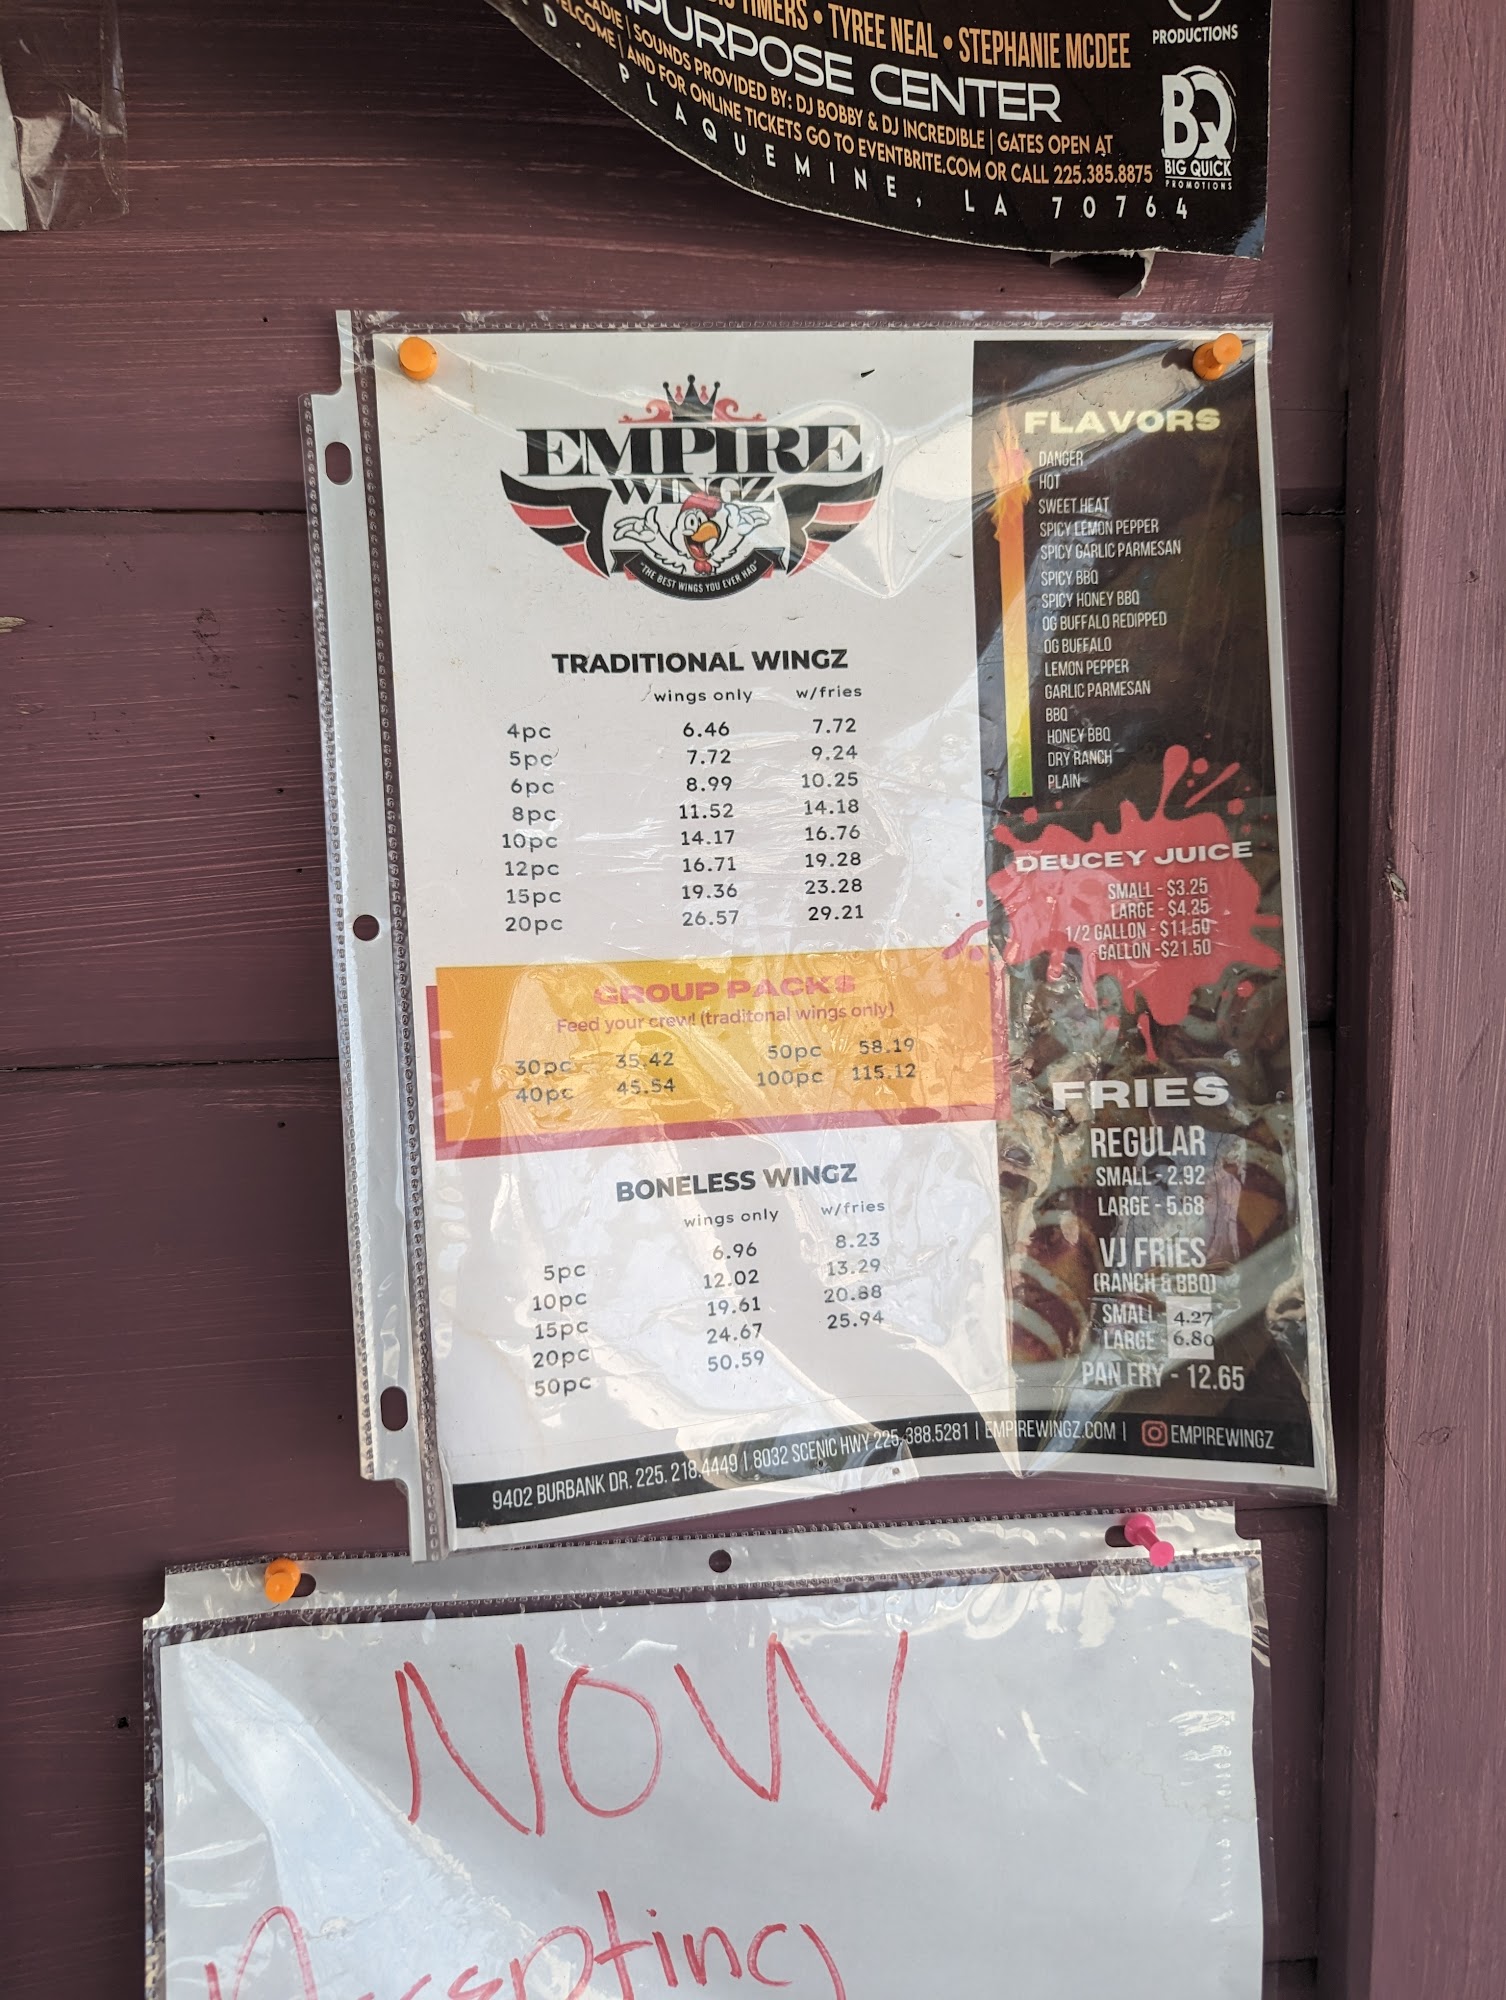 TIMERS • TYREE NEAL • STEPHANIE MCDEE
PURPOSE CENTER
SOUNDS PROVIDED BY: DJ BOBBY & DJ INCREDIBLE | GATES OPEN AT
AND FOR ONLINE TICKETS GO TO EVENTBRITE.COM OR CALL 225.385.8875
PLAQUEMINE, LA 70764
PRODUCTIONS
BQ
BIG QUICK
PROMOTIONS
EMPIRE
WINGZ
"THE BEST WINGS YOU EVER HAD"
TRADITIONAL WINGZ
wings only w/fries
4pc 6.46 7.72
5pc 7.72 9.24
6pc 8.99 10.25
8pc 11.52 14.18
10pc 14.17 16.76
12pc 16.71 19.28
15pc 19.36 23.28
20pc 26.57 29.21
GROUP PACKS
Feed your crew! (traditonal wings only)
30pc 35.42 50pc 58.19
40pc 45.54 100pc 115.12
BONELESS WINGZ
wings only w/fries
5pc 6.96 8.23
10pc 12.02 13.29
15pc 19.61 20.88
20pc 24.67 25.94
50pc 50.59
FLAVORS
DANGER
HOT
SWEET HEAT
SPICY LEMON PEPPER
SPICY GARLIC PARMESAN
SPICY BBQ
SPICY HONEY BBQ
OG BUFFALO REDIPPED
OG BUFFALO
LEMON PEPPER
GARLIC PARMESAN
BBQ
HONEY BBQ
DRY RANCH
PLAIN
DEUCEY JUICE
SMALL - $3.25
LARGE - $4.25
1/2 GALLON - $11.50
GALLON -$21.50
FRIES
REGULAR
SMALL - 2.92
LARGE - 5.68
VJ FRIES
(RANCH & BBQ)
SMALL 4.27
LARGE 6.80
PAN FRY - 12.65
9402 BURBANK DR. 225. 218.4449 | 8032 SCENIC HWY 225. 388.5281 | EMPIREWINGZ.COM | EMPIREWINGZ
NOW
Accepting